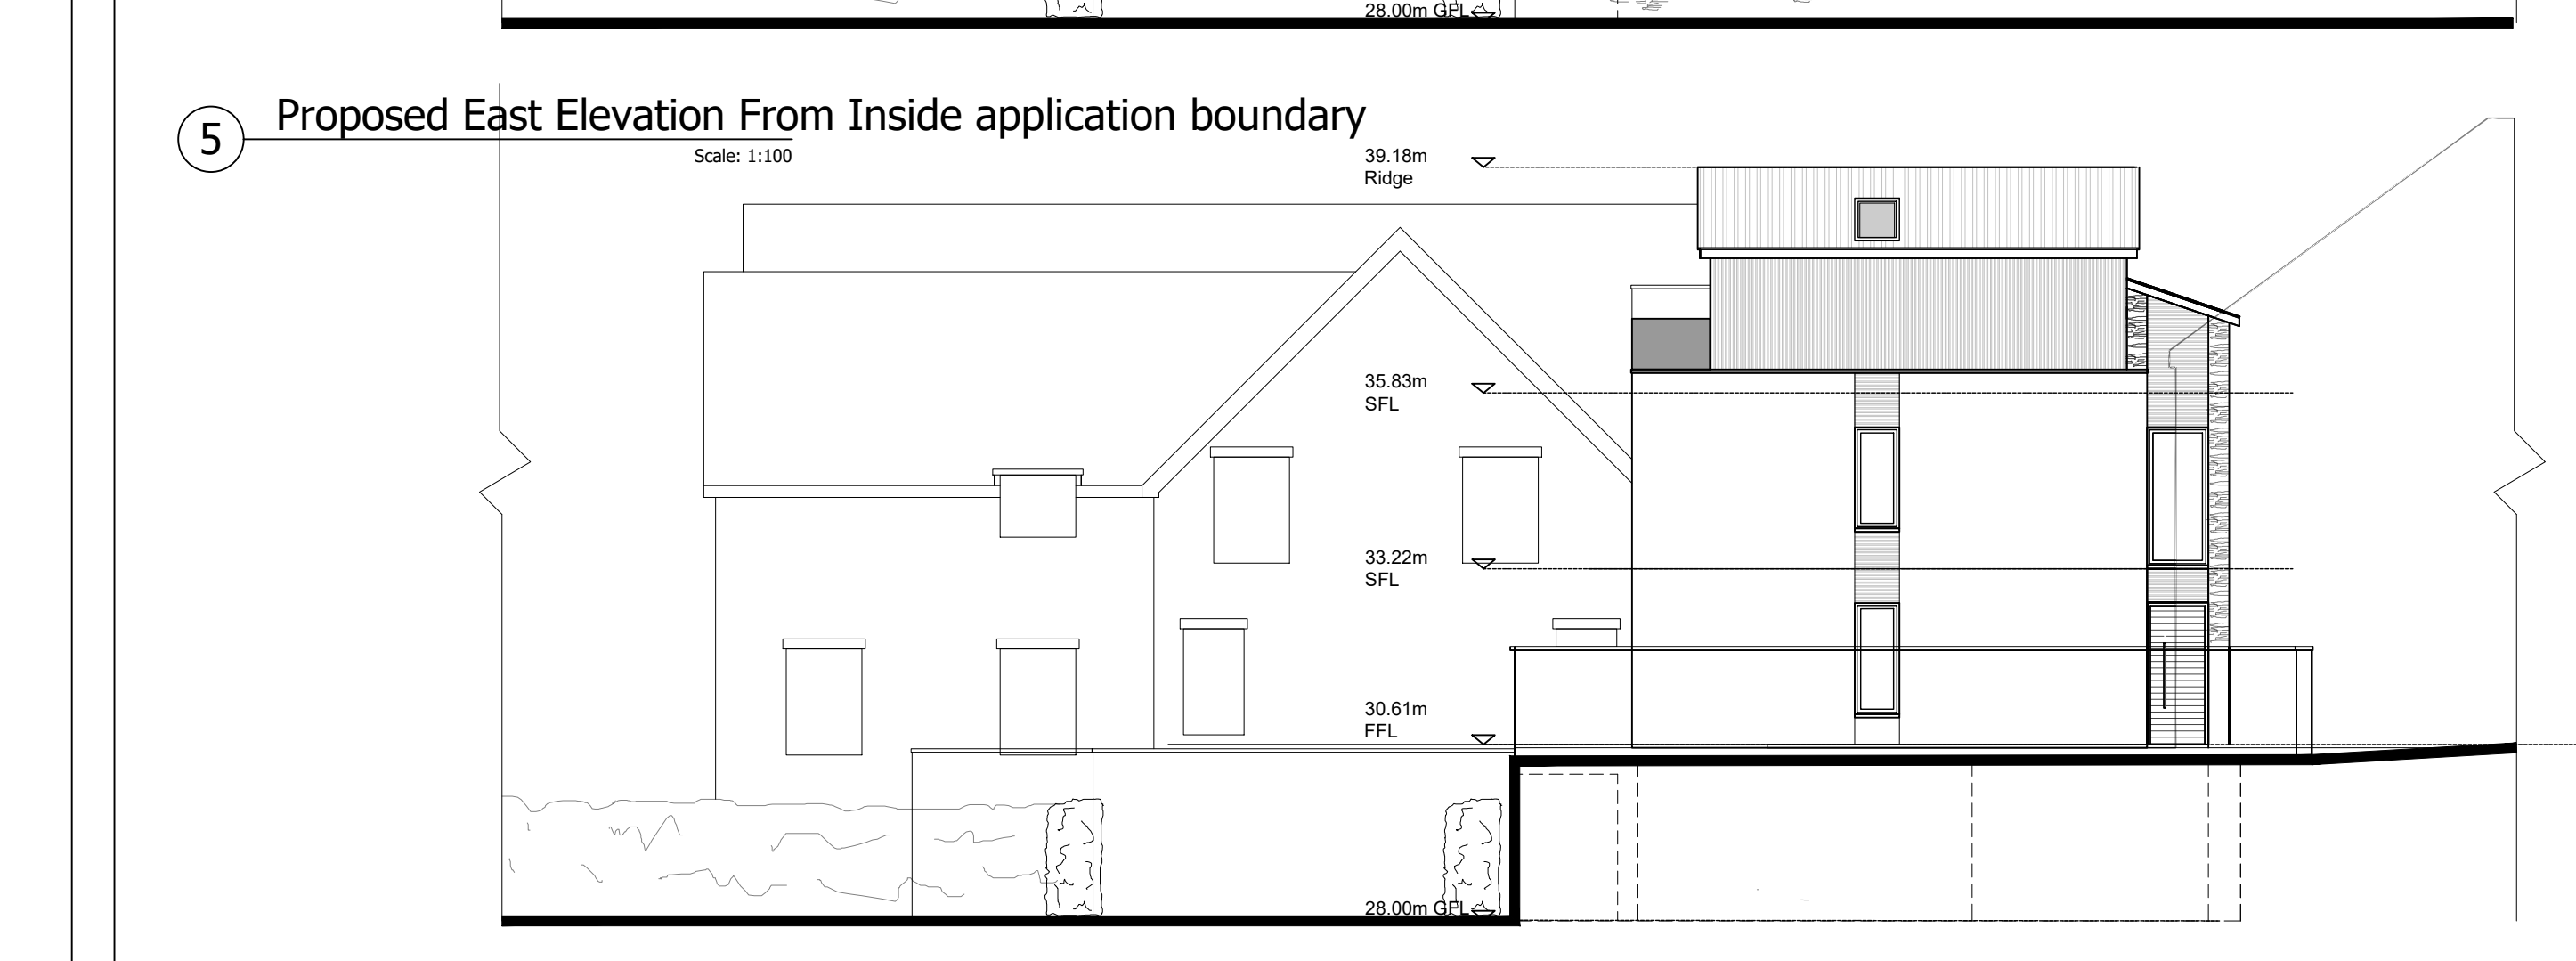 28.00m GFL
5
Proposed East Elevation From Inside application boundary
Scale: 1:100
39.18m
Ridge
35.83m
SFL
33.22m
SFL
30.61m
FFL
28.00m GFL